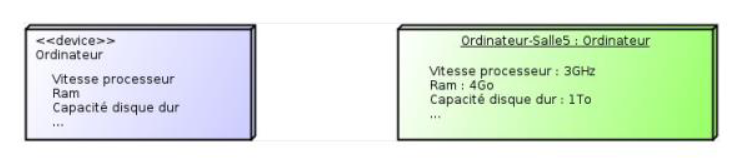 <<device>>
Ordinateur
Vitesse processeur
Ram
Capacité disque dur
...
Ordinateur-Salle5 : Ordinateur
Vitesse processeur : 3GHz
Ram : 4Go
Capacité disque dur : 1To
...